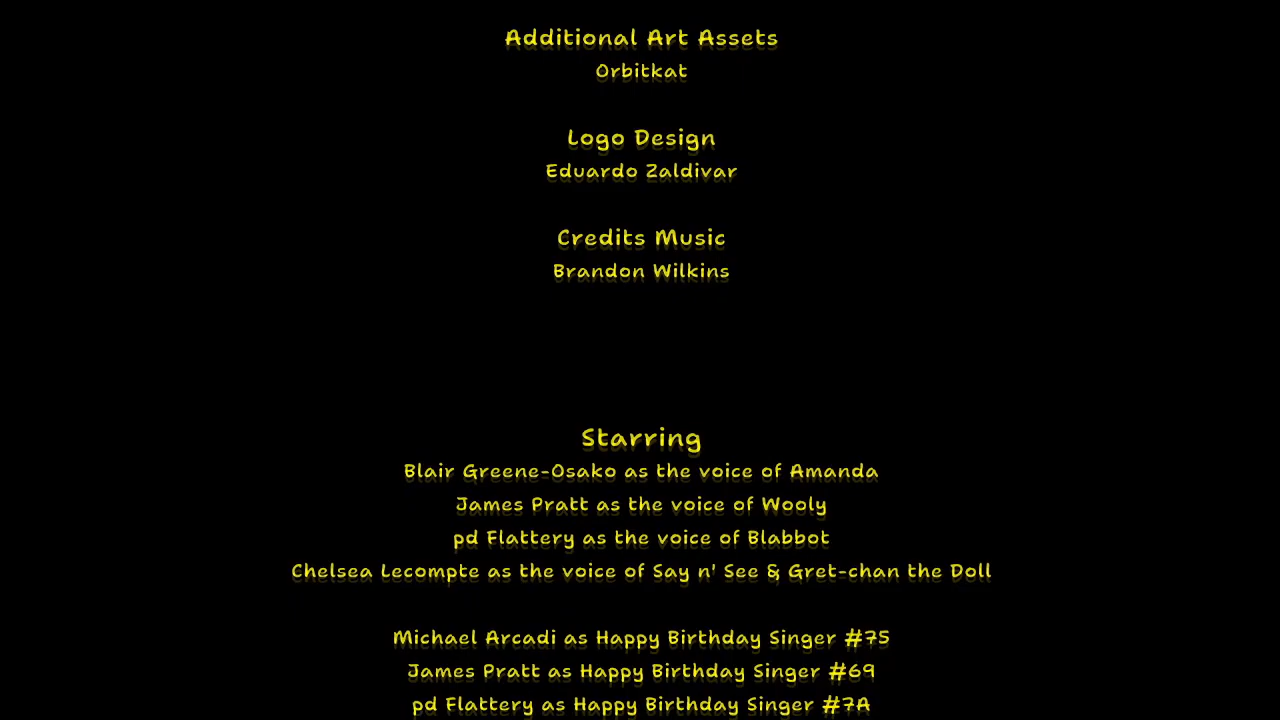 Additional Art Assets
Orbitkat
Logo Design
Eduardo Zaldivar
Credits Music
Brandon Wilkins
Starring
Blair Greene-Osako as the voice of Amanda
James Pratt as the voice of Wooly
pd Flattery as the voice of Blabbot
Chelsea Lecompte as the voice of Say n' See & Gret-chan the Doll
Michael Arcadi as Happy Birthday Singer #75
James Pratt as Happy Birthday Singer #69
pd Flattery as Happy Birthday Singer #7A